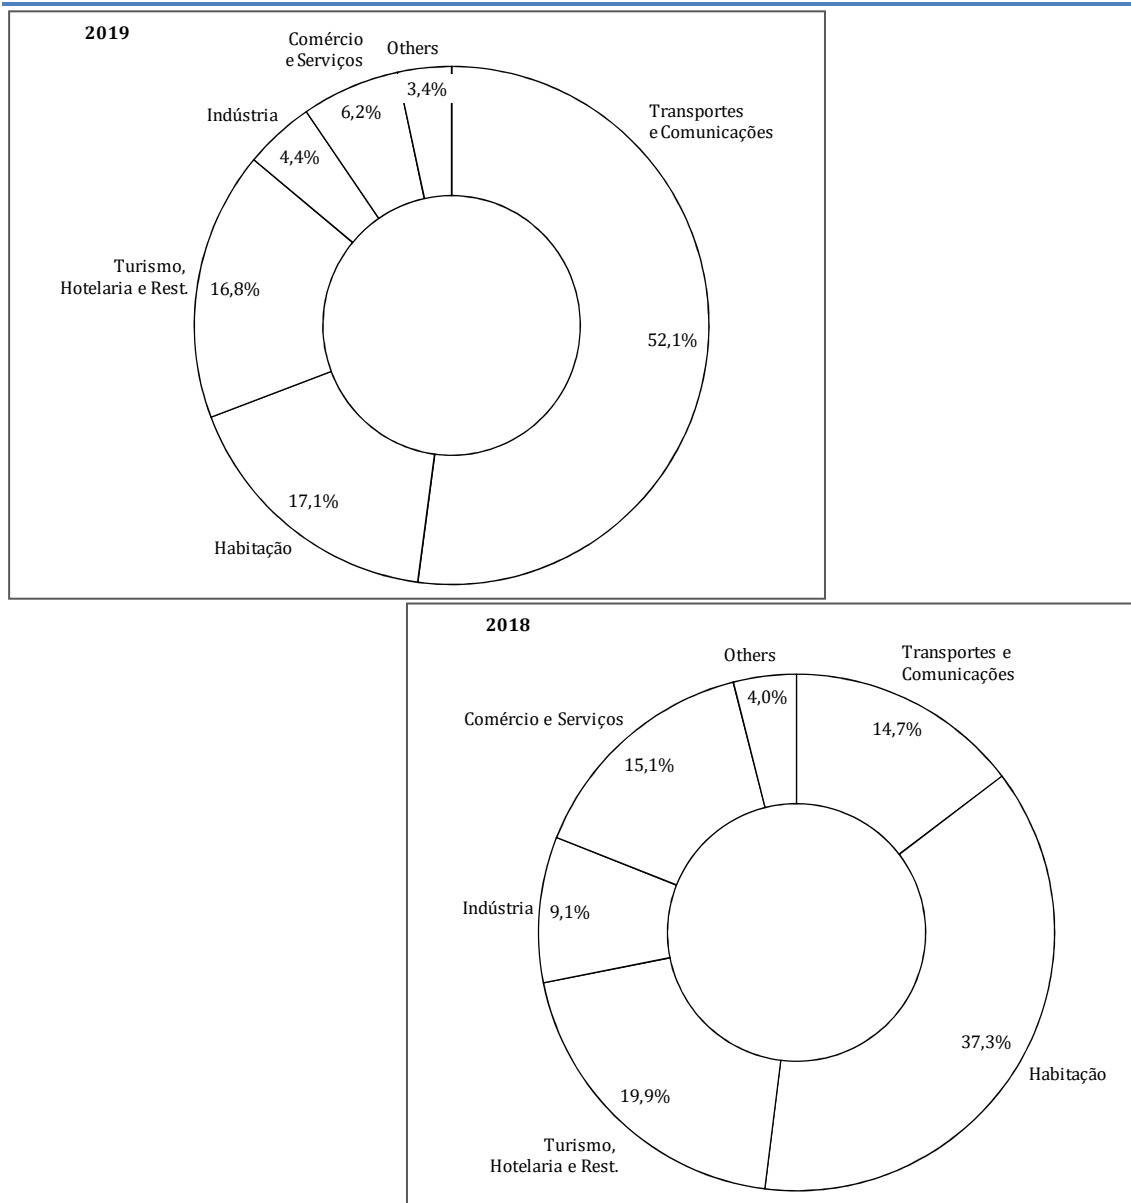 2019
Comércio
e Serviços
Others
3,4%
Transportes
e Comunicações
6,2%
Indústria
4,4%
Turismo,
Hotelaria e Rest.
16,8%
52,1%
17,1%
Habitação
2018
Others
Transportes e
Comunicações
4,0%
14,7%
Comércio e Serviços
15,1%
Indústria
9,1%
37,3%
Habitação
19,9%
Turismo,
Hotelaria e Rest.